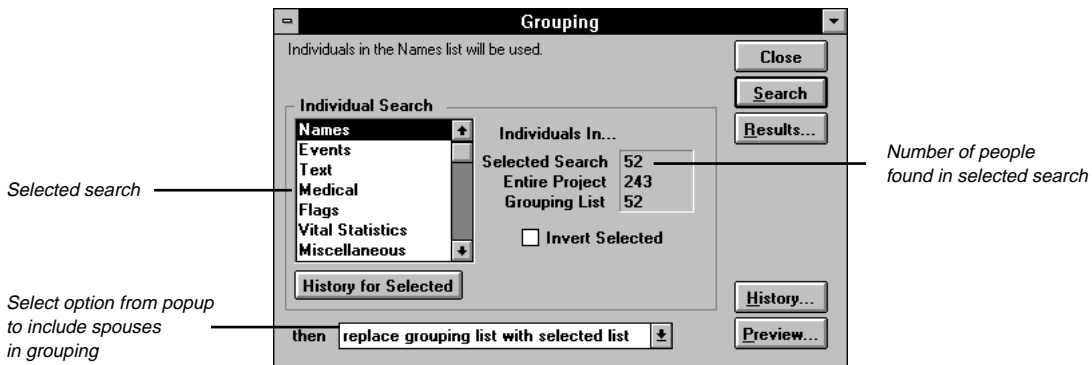 Grouping
Individuals in the Names list will be used.
Close
Search
Results...
Individual Search
Names
Events
Text
Medical
Flags
Vital Statistics
Miscellaneous
Individuals In...
Selected Search 52
Entire Project 243
Grouping List 52
Invert Selected
History for Selected
then replace grouping list with selected list
History...
Preview...
Selected search
Select option from popup
to include spouses
in grouping
Number of people
found in selected search